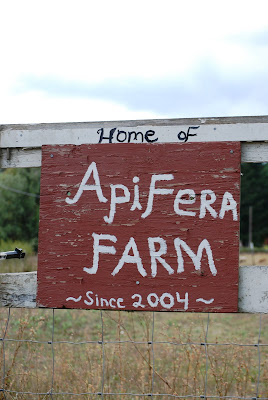 Home of
Apifera
FARM
~ Since 2004 ~